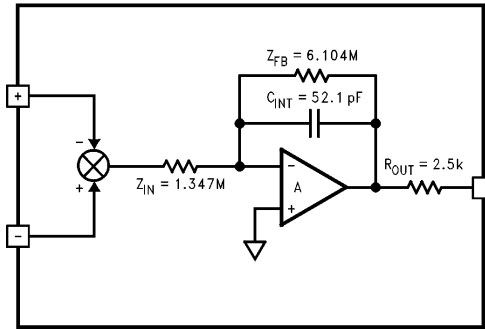 Z_FB = 6.104M
C_INT = 52.1 pF
+
−
−
A
R_OUT = 2.5k
+
Z_IN = 1.347M
+
−